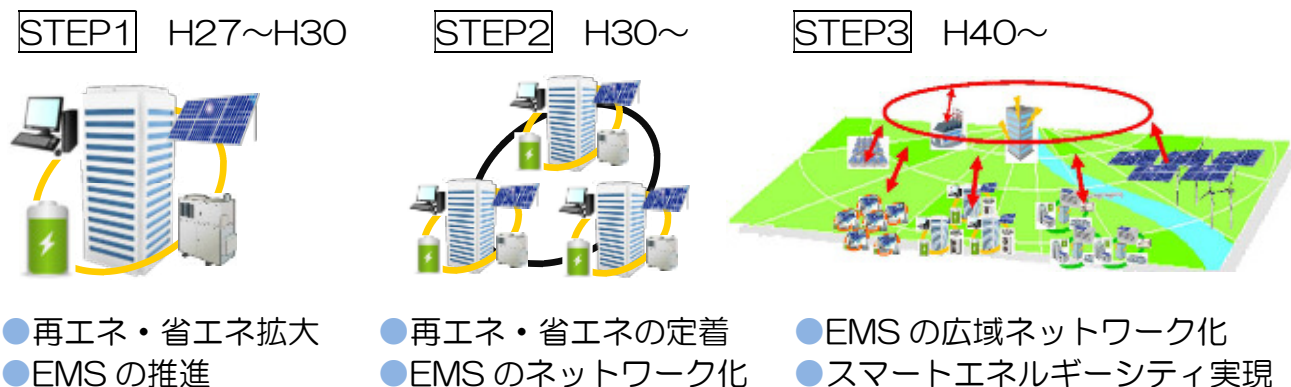 STEP1 H27～H30
STEP2 H30～
STEP3 H40～
●再エネ・省エネ拡大
●EMSの推進
●再エネ・省エネの定着
●EMSのネットワーク化
●EMSの広域ネットワーク化
●スマートエネルギーシティ実現